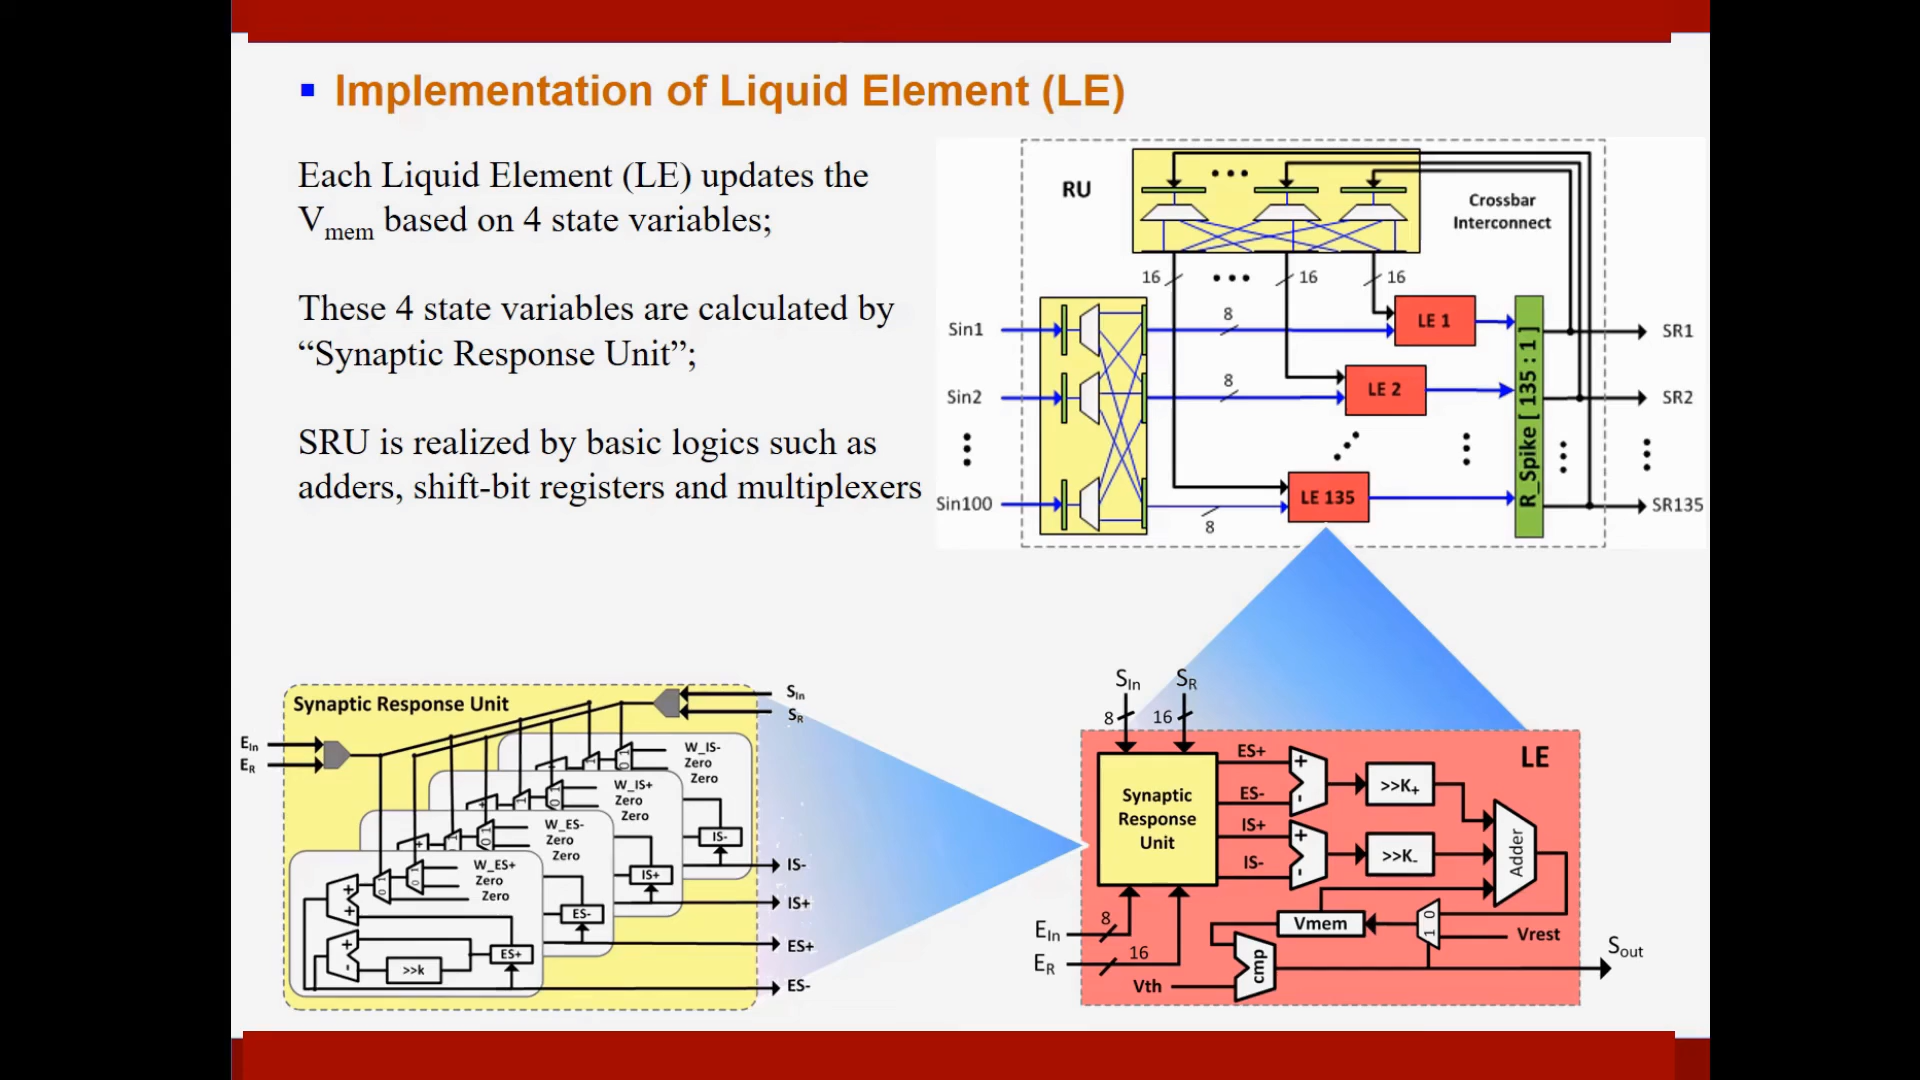 Implementation of Liquid Element (LE)
Each Liquid Element (LE) updates the
Vmem based on 4 state variables;
These 4 state variables are calculated by
“Synaptic Response Unit”;
SRU is realized by basic logics such as
adders, shift-bit registers and multiplexers
RU
Crossbar
Interconnect
16
16
16
Sin1
8
LE 1
SR1
Sin2
8
LE 2
SR2
Sin100
8
LE 135
SR135
R_Spike [ 135 : 1 ]
Synaptic Response Unit
SIn
SR
EIn
ER
W_IS-
Zero
Zero
IS-
W_IS+
Zero
Zero
IS+
W_ES-
Zero
Zero
ES-
W_ES+
Zero
Zero
ES+
0 1
0 1
+
+
+
-
>>k
IS-
IS+
ES+
ES-
SIn
SR
8
16
LE
Synaptic
Response
Unit
ES+
ES-
IS+
IS-
+
-
+
-
>>K+
>>K-
Adder
Vmem
1 0
Vrest
cmp
Vth
EIn
8
ER
16
Sout